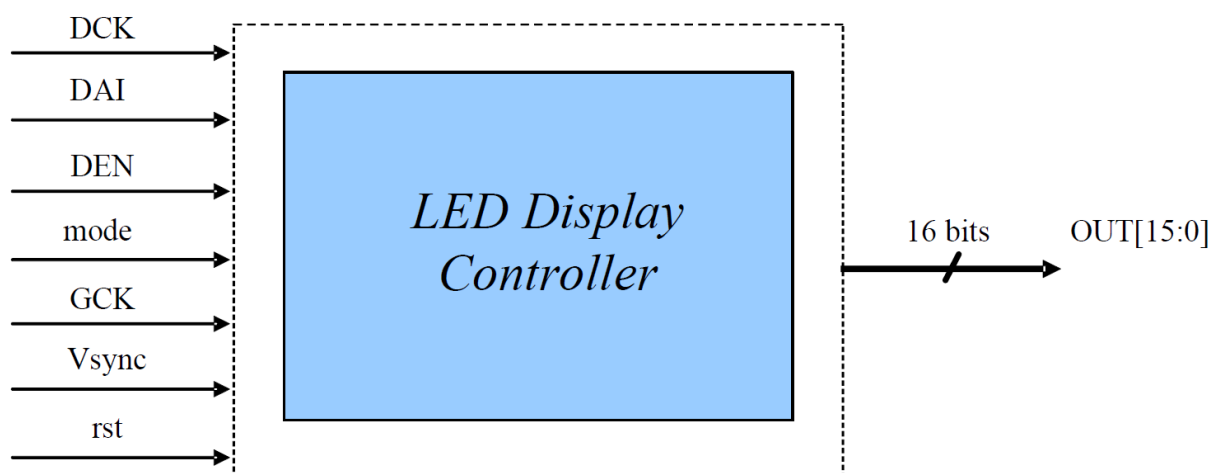 DCK
DAI
DEN
mode
GCK
Vsync
rst
LED Display
Controller
16 bits
OUT[15:0]